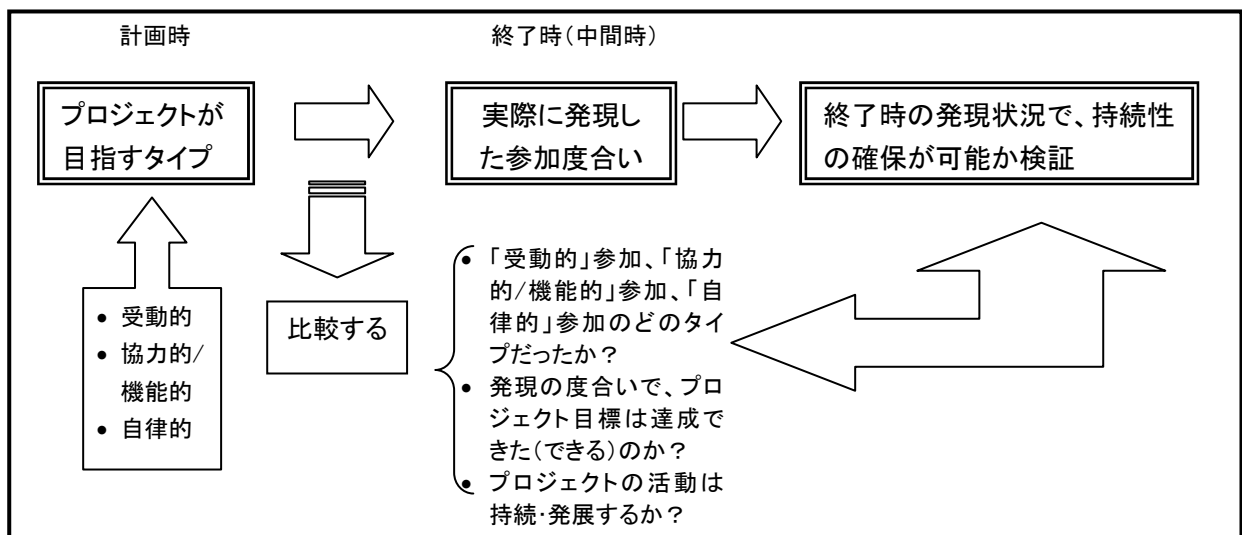 計画時
終了時(中間時)
プロジェクトが
目指すタイプ
実際に発現し
た参加度合い
終了時の発現状況で、持続性
の確保が可能か検証
• 受動的
• 協力的/
機能的
• 自律的
比較する
• 「受動的」参加、「協力
的/機能的」参加、「自
律的」参加のどのタイ
プだったか?
• 発現の度合いで、プロ
ジェクト目標は達成で
きた(できる)のか?
• プロジェクトの活動は
持続・発展するか?